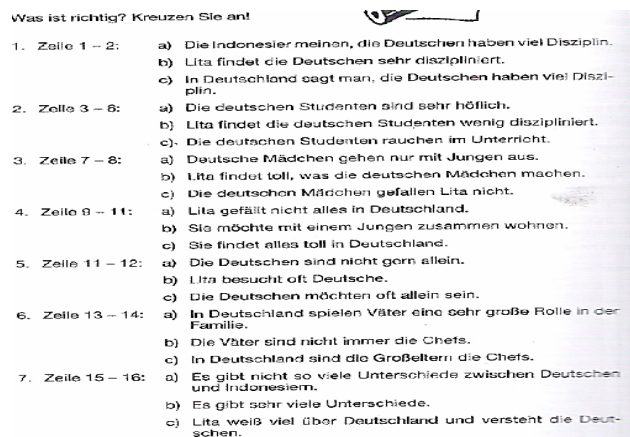 Was ist richtig? Kreuzen Sie an!
1. Zeile 1 – 2: a) Die Indonesier meinen, die Deutschen haben viel Disziplin.
b) Lita findet die Deutschen sehr diszipliniert.
c) In Deutschland sagt man, die Deutschen haben viel Diszi-
plin.
2. Zeile 3 – 6: a) Die deutschen Studenten sind sehr höflich.
b) Lita findet die deutschen Studenten wenig diszipliniert.
c) Die deutschen Studenten rauchen im Unterricht.
3. Zeile 7 – 8: a) Deutsche Mädchen gehen nur mit Jungen aus.
b) Lita findet toll, was die deutschen Mädchen machen.
c) Die deutschen Mädchen gefallen Lita nicht.
4. Zeile 9 – 11: a) Lita gefällt nicht alles in Deutschland.
b) Sie möchte mit einem Jungen zusammen wohnen.
c) Sie findet alles toll in Deutschland.
5. Zeile 11 – 12: a) Die Deutschen sind nicht gern allein.
b) Lita besucht oft Deutsche.
c) Die Deutschen möchten oft allein sein.
6. Zeile 13 – 14: a) In Deutschland spielen Väter eine sehr große Rolle in der
Familie.
b) Die Väter sind nicht immer die Chefs.
c) In Deutschland sind die Großeltern die Chefs.
7. Zeile 15 – 16: a) Es gibt nicht so viele Unterschiede zwischen Deutschen
und Indonesiern.
b) Es gibt sehr viele Unterschiede.
c) Lita weiß viel über Deutschland und versteht die Deut-
schen.